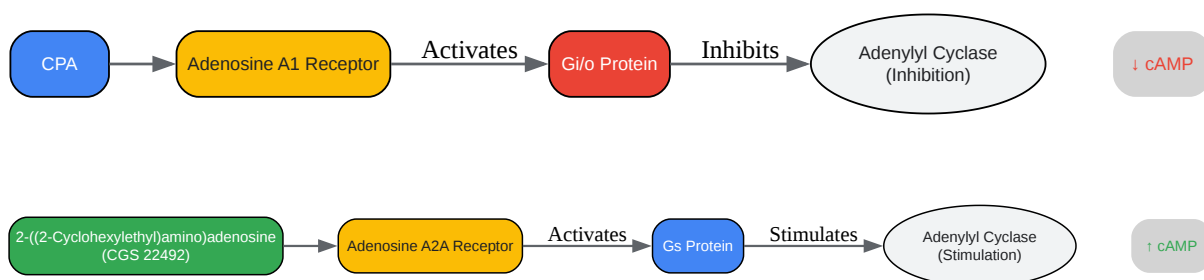 CPA
Adenosine A1 Receptor
Activates
Gi/o Protein
Inhibits
Adenylyl Cyclase
(Inhibition)
↓ cAMP
2-((2-Cyclohexylethyl)amino)adenosine
(CGS 22492)
Adenosine A2A Receptor
Activates
Gs Protein
Stimulates
Adenylyl Cyclase
(Stimulation)
↑ cAMP